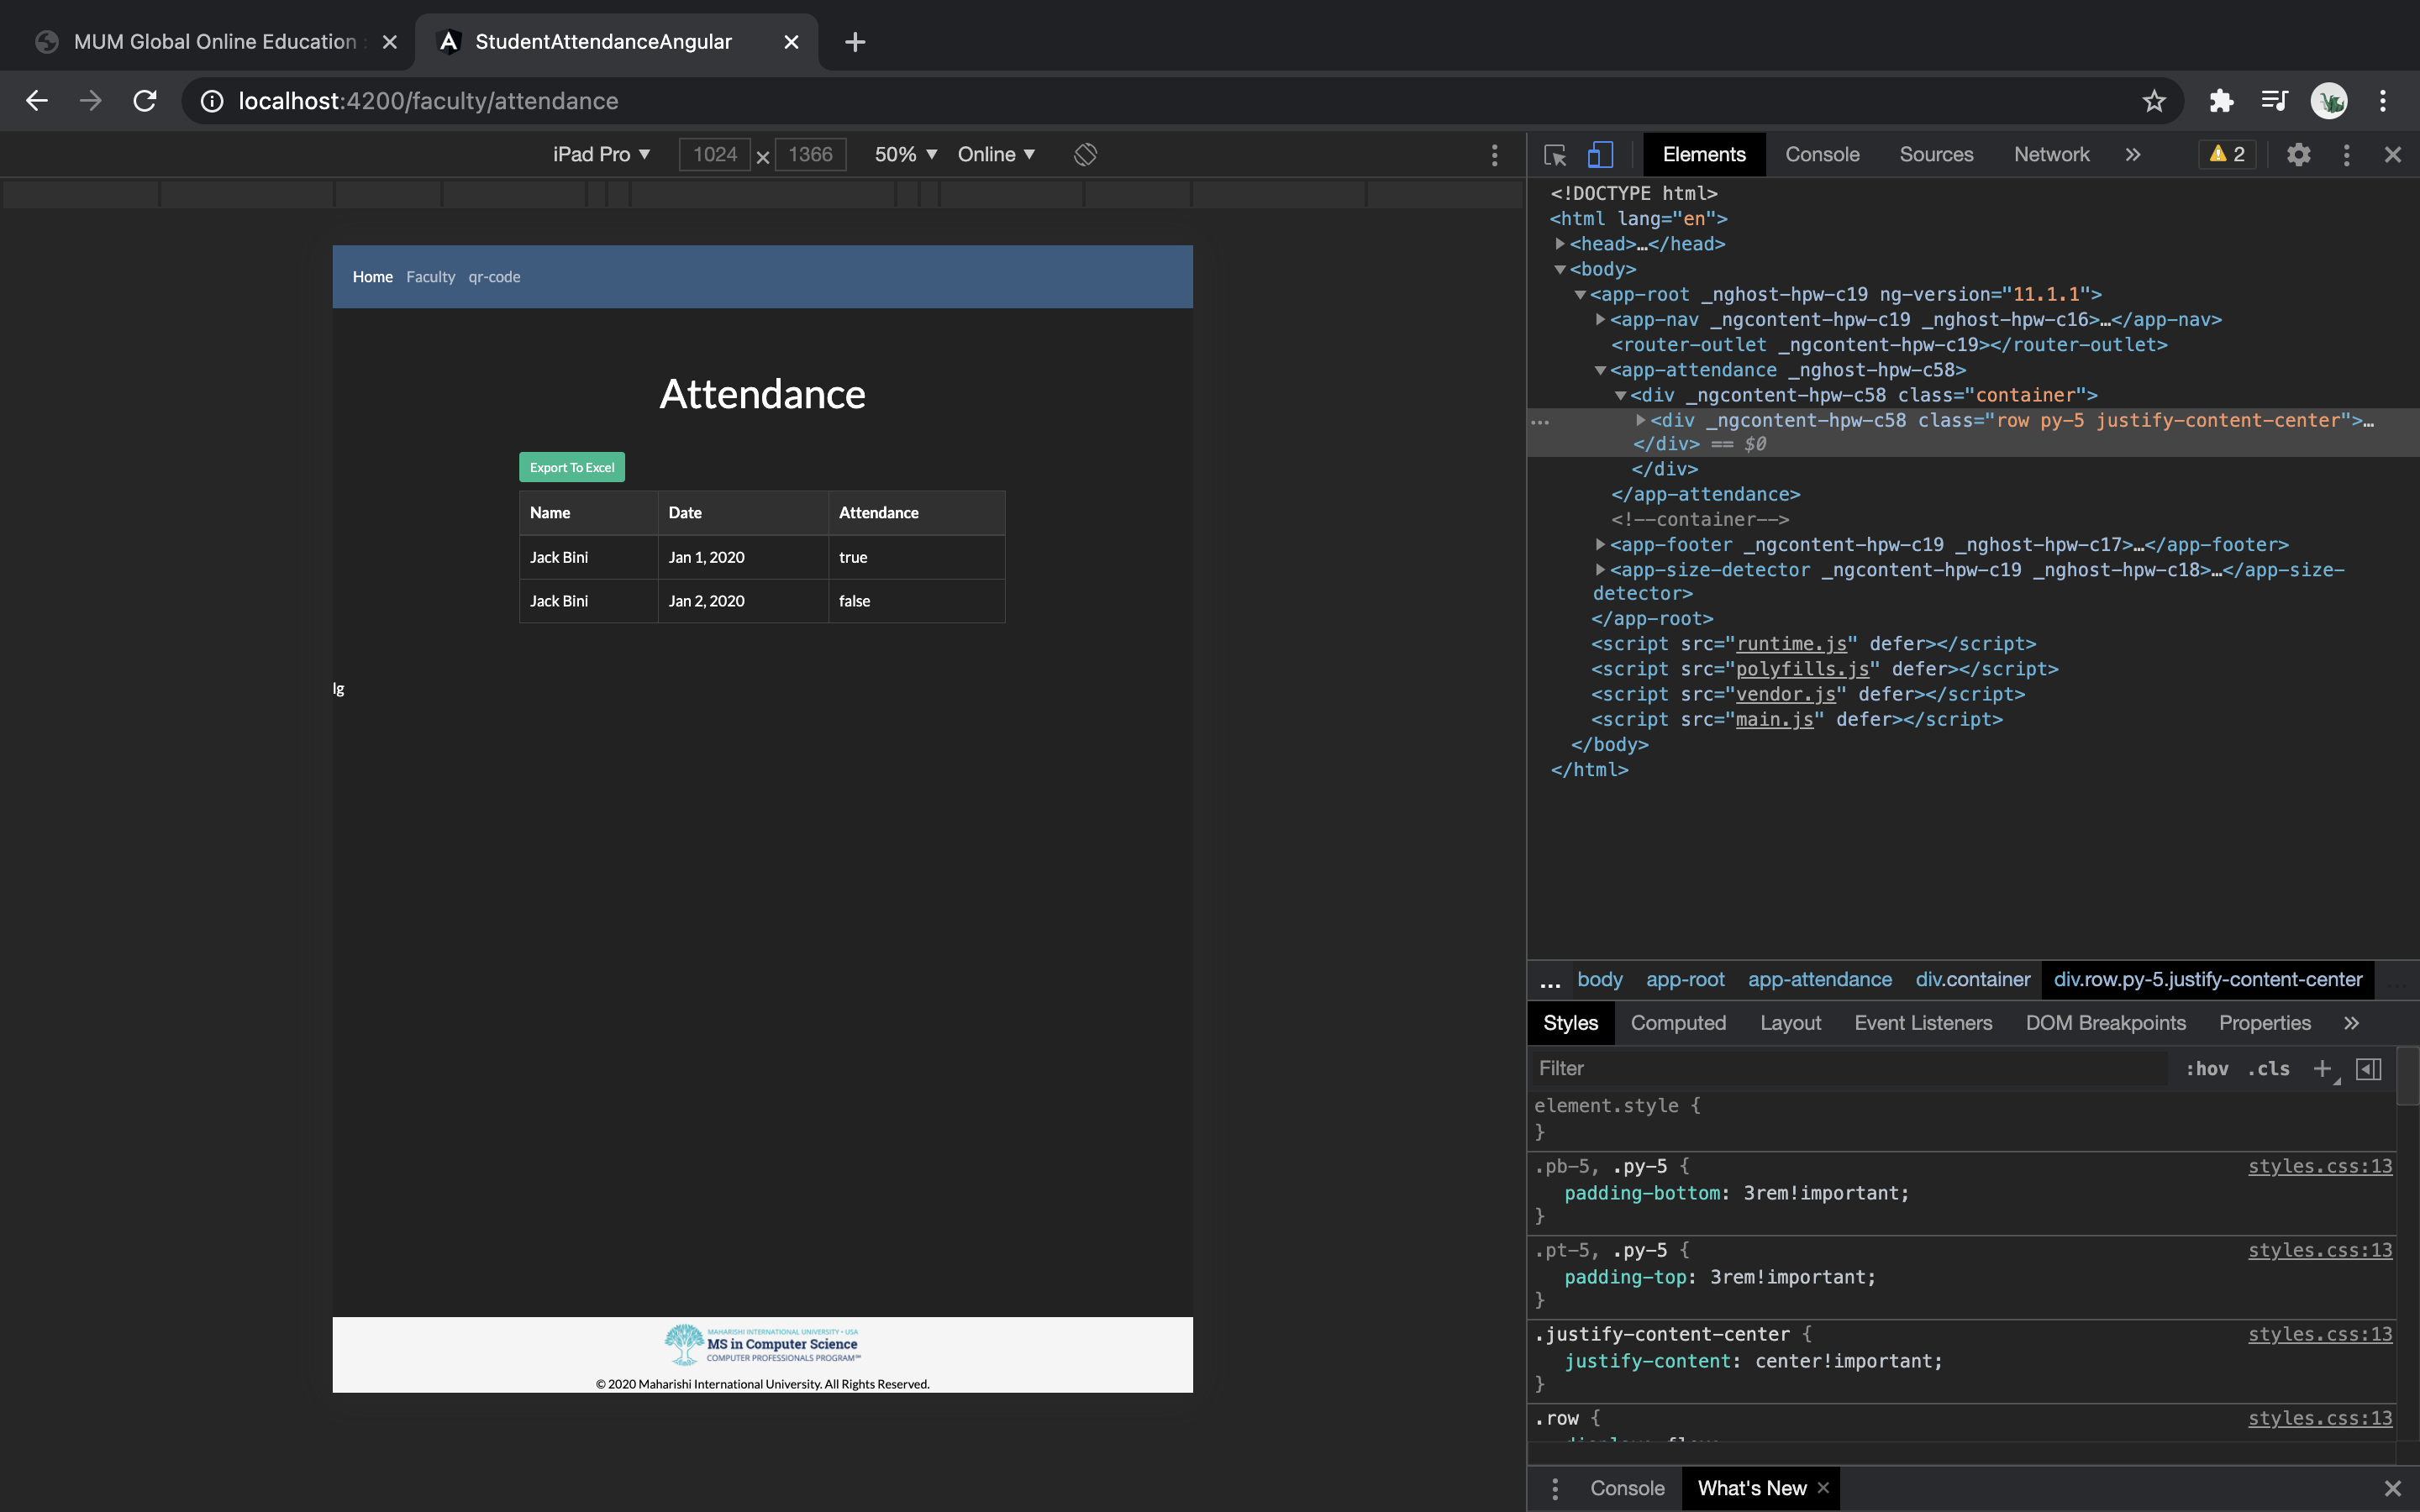 MUM Global Online Education
StudentAttendanceAngular
localhost:4200/faculty/attendance
iPad Pro ▼ 1024 × 1366 50% ▼ Online ▼
Home Faculty qr-code
Attendance
Export To Excel
Name Date Attendance
Jack Bini Jan 1, 2020 true
Jack Bini Jan 2, 2020 false
lg
MAHARISHI INTERNATIONAL UNIVERSITY • USA
MS in Computer Science
COMPUTER PROFESSIONALS PROGRAM℠
© 2020 Maharishi International University. All Rights Reserved.
Elements Console Sources Network » 2
<!DOCTYPE html>
<html lang="en">
<head>…</head>
<body>
<app-root _nghost-hpw-c19 ng-version="11.1.1">
<app-nav _ngcontent-hpw-c19 _nghost-hpw-c16>…</app-nav>
<router-outlet _ngcontent-hpw-c19></router-outlet>
<app-attendance _nghost-hpw-c58>
<div _ngcontent-hpw-c58 class="container">
<div _ngcontent-hpw-c58 class="row py-5 justify-content-center">…
</div> == $0
</div>
</app-attendance>
<!--container-->
<app-footer _ngcontent-hpw-c19 _nghost-hpw-c17>…</app-footer>
<app-size-detector _ngcontent-hpw-c19 _nghost-hpw-c18>…</app-size-
detector>
</app-root>
<script src="runtime.js" defer></script>
<script src="polyfills.js" defer></script>
<script src="vendor.js" defer></script>
<script src="main.js" defer></script>
</body>
</html>
… body app-root app-attendance div.container div.row.py-5.justify-content-center
Styles Computed Layout Event Listeners DOM Breakpoints Properties »
Filter :hov .cls +
element.style {
}
.pb-5, .py-5 { styles.css:13
padding-bottom: 3rem!important;
}
.pt-5, .py-5 { styles.css:13
padding-top: 3rem!important;
}
.justify-content-center { styles.css:13
justify-content: center!important;
}
.row { styles.css:13
Console What's New